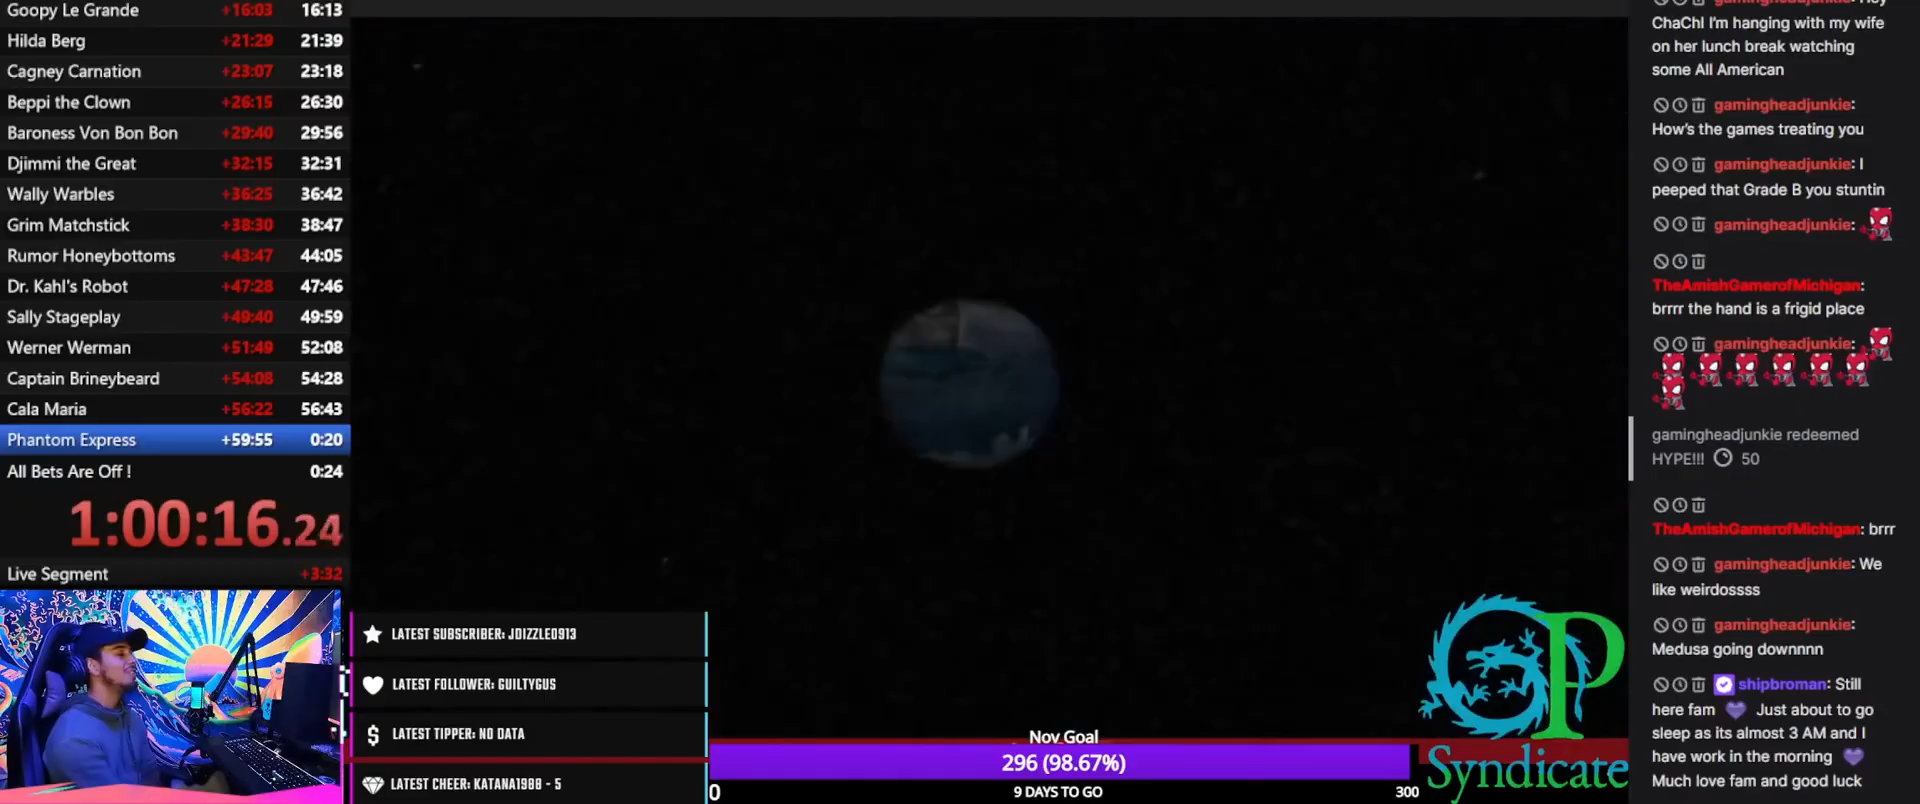 Goopy Le Grande +16:03 16:13
Hilda Berg +21:29 21:39
Cagney Carnation +23:07 23:18
Beppi the Clown +26:15 26:30
Baroness Von Bon Bon +29:40 29:56
Djimmi the Great +32:15 32:31
Wally Warbles +36:25 36:42
Grim Matchstick +38:30 38:47
Rumor Honeybottoms +43:47 44:05
Dr. Kahl's Robot +47:28 47:46
Sally Stageplay +49:40 49:59
Werner Werman +51:49 52:08
Captain Brineybeard +54:08 54:28
Cala Maria +56:22 56:43
Phantom Express +59:55 0:20
All Bets Are Off ! 0:24
1:00:16.24
Live Segment +3:32
LATEST SUBSCRIBER: JDIZZLE0913
LATEST FOLLOWER: GUILTYGUS
LATEST TIPPER: NO DATA
LATEST CHEER: KATANA1988 - 5
Nov Goal
296 (98.67%)
0 9 DAYS TO GO 300
OP
Syndicate
gamingheadjunkie: Hey
ChaChI I'm hanging with my wife
on her lunch break watching
some All American
gamingheadjunkie:
How's the games treating you
gamingheadjunkie: I
peeped that Grade B you stuntin
gamingheadjunkie:
TheAmishGamerofMichigan:
brrrr the hand is a frigid place
gamingheadjunkie:
gamingheadjunkie redeemed
HYPE!!! 50
TheAmishGamerofMichigan: brrr
gamingheadjunkie: We
like weirdossss
gamingheadjunkie:
Medusa going downnnn
shipbroman: Still
here fam 💜 Just about to go
sleep as its almost 3 AM and I
have work in the morning 💜
Much love fam and good luck